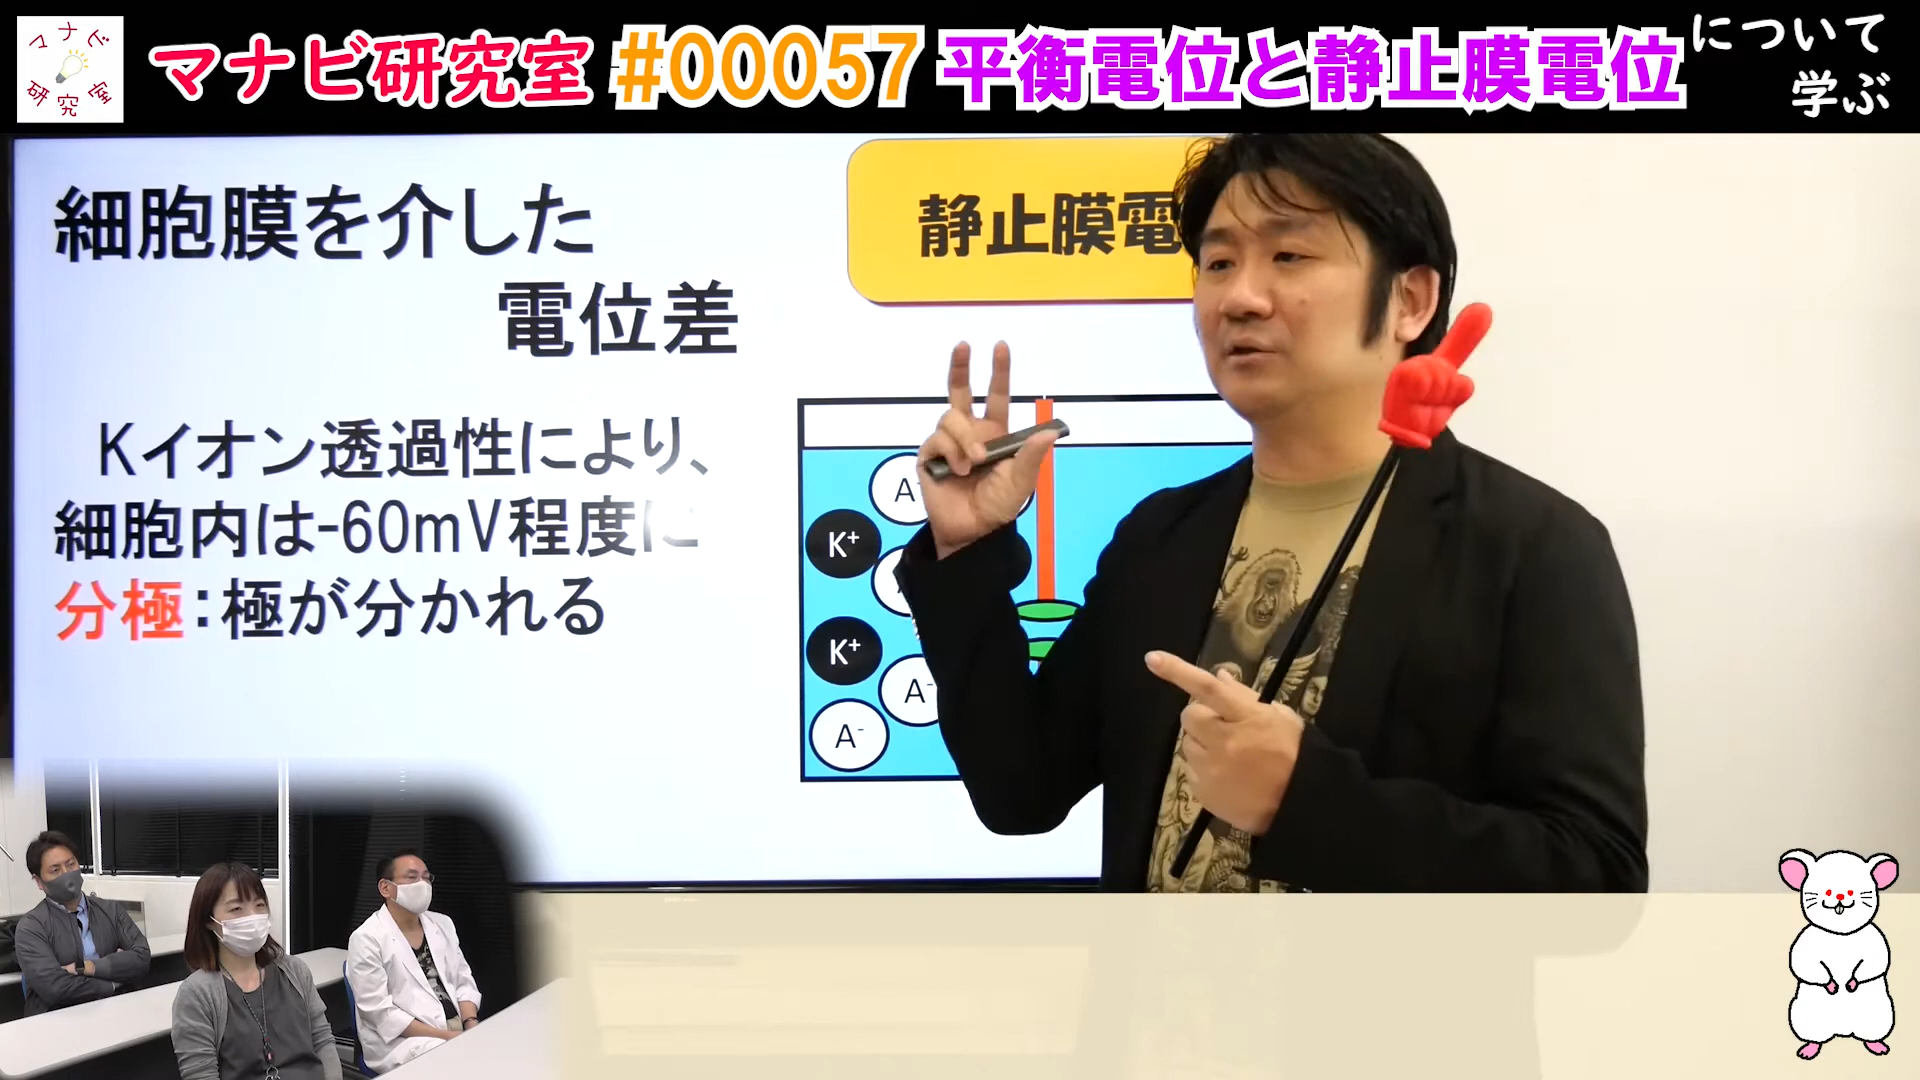 マナビ
研究室
マナビ研究室 #00057 平衡電位と静止膜電位について
学ぶ
細胞膜を介した
電位差
静止膜電
Kイオン透過性により、
細胞内は-60mV程度に
分極：極が分かれる
A⁻
K⁺
K⁺
A⁻
A⁻